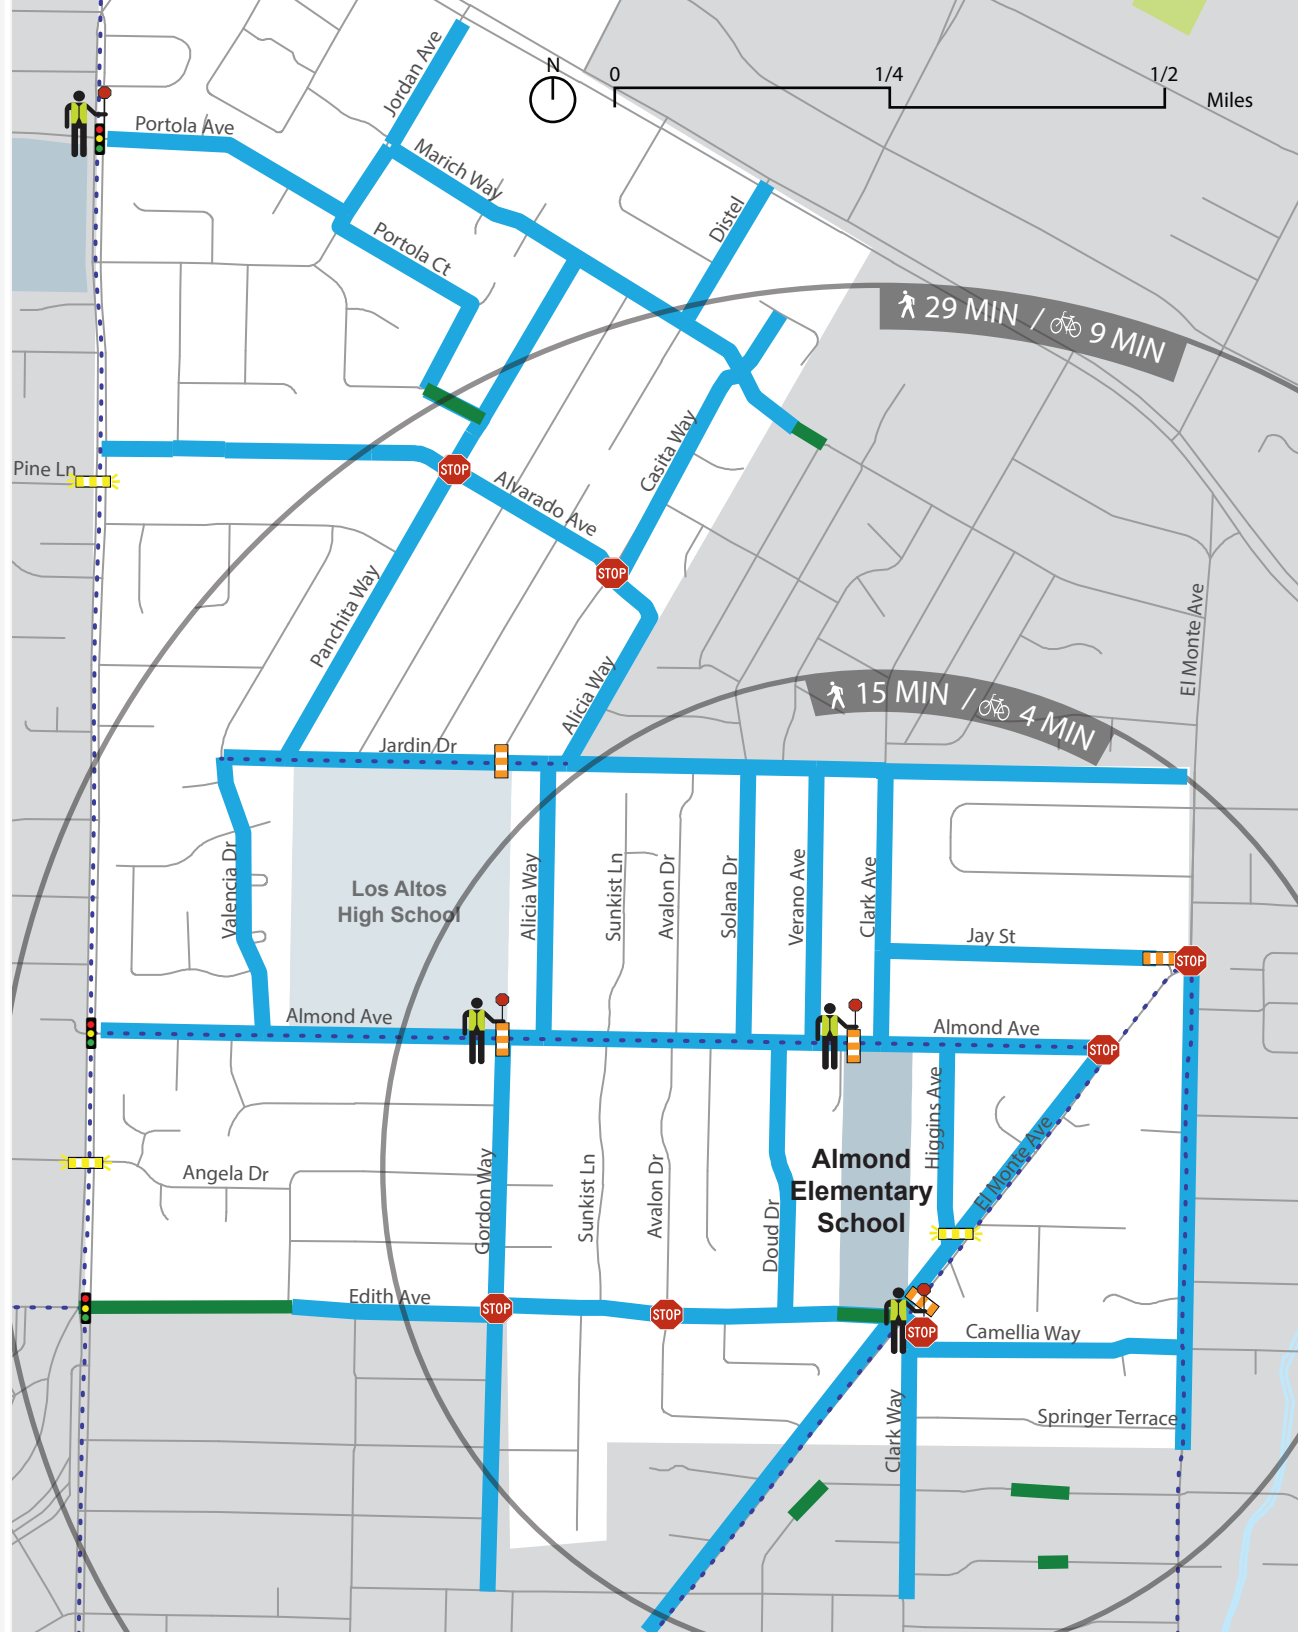 N
0
1/4
1/2
Miles
Jordan Ave
Portola Ave
Marich Way
Distel
Portola Ct
29 MIN / 9 MIN
Casita Way
Pine Ln
STOP
Alvarado Ave
STOP
Panchita Way
El Monte Ave
Alicia Way
15 MIN / 4 MIN
Jardin Dr
Valencia Dr
Los Altos
High School
Alicia Way
Sunkist Ln
Avalon Dr
Solana Dr
Verano Ave
Clark Ave
Jay St
STOP
Almond Ave
Almond Ave
STOP
Higgins Ave
El Monte Ave
Almond
Elementary
School
Angela Dr
Gordon Way
Sunkist Ln
Avalon Dr
Doud Dr
Edith Ave
STOP
STOP
STOP
Camellia Way
Clark Way
Springer Terrace